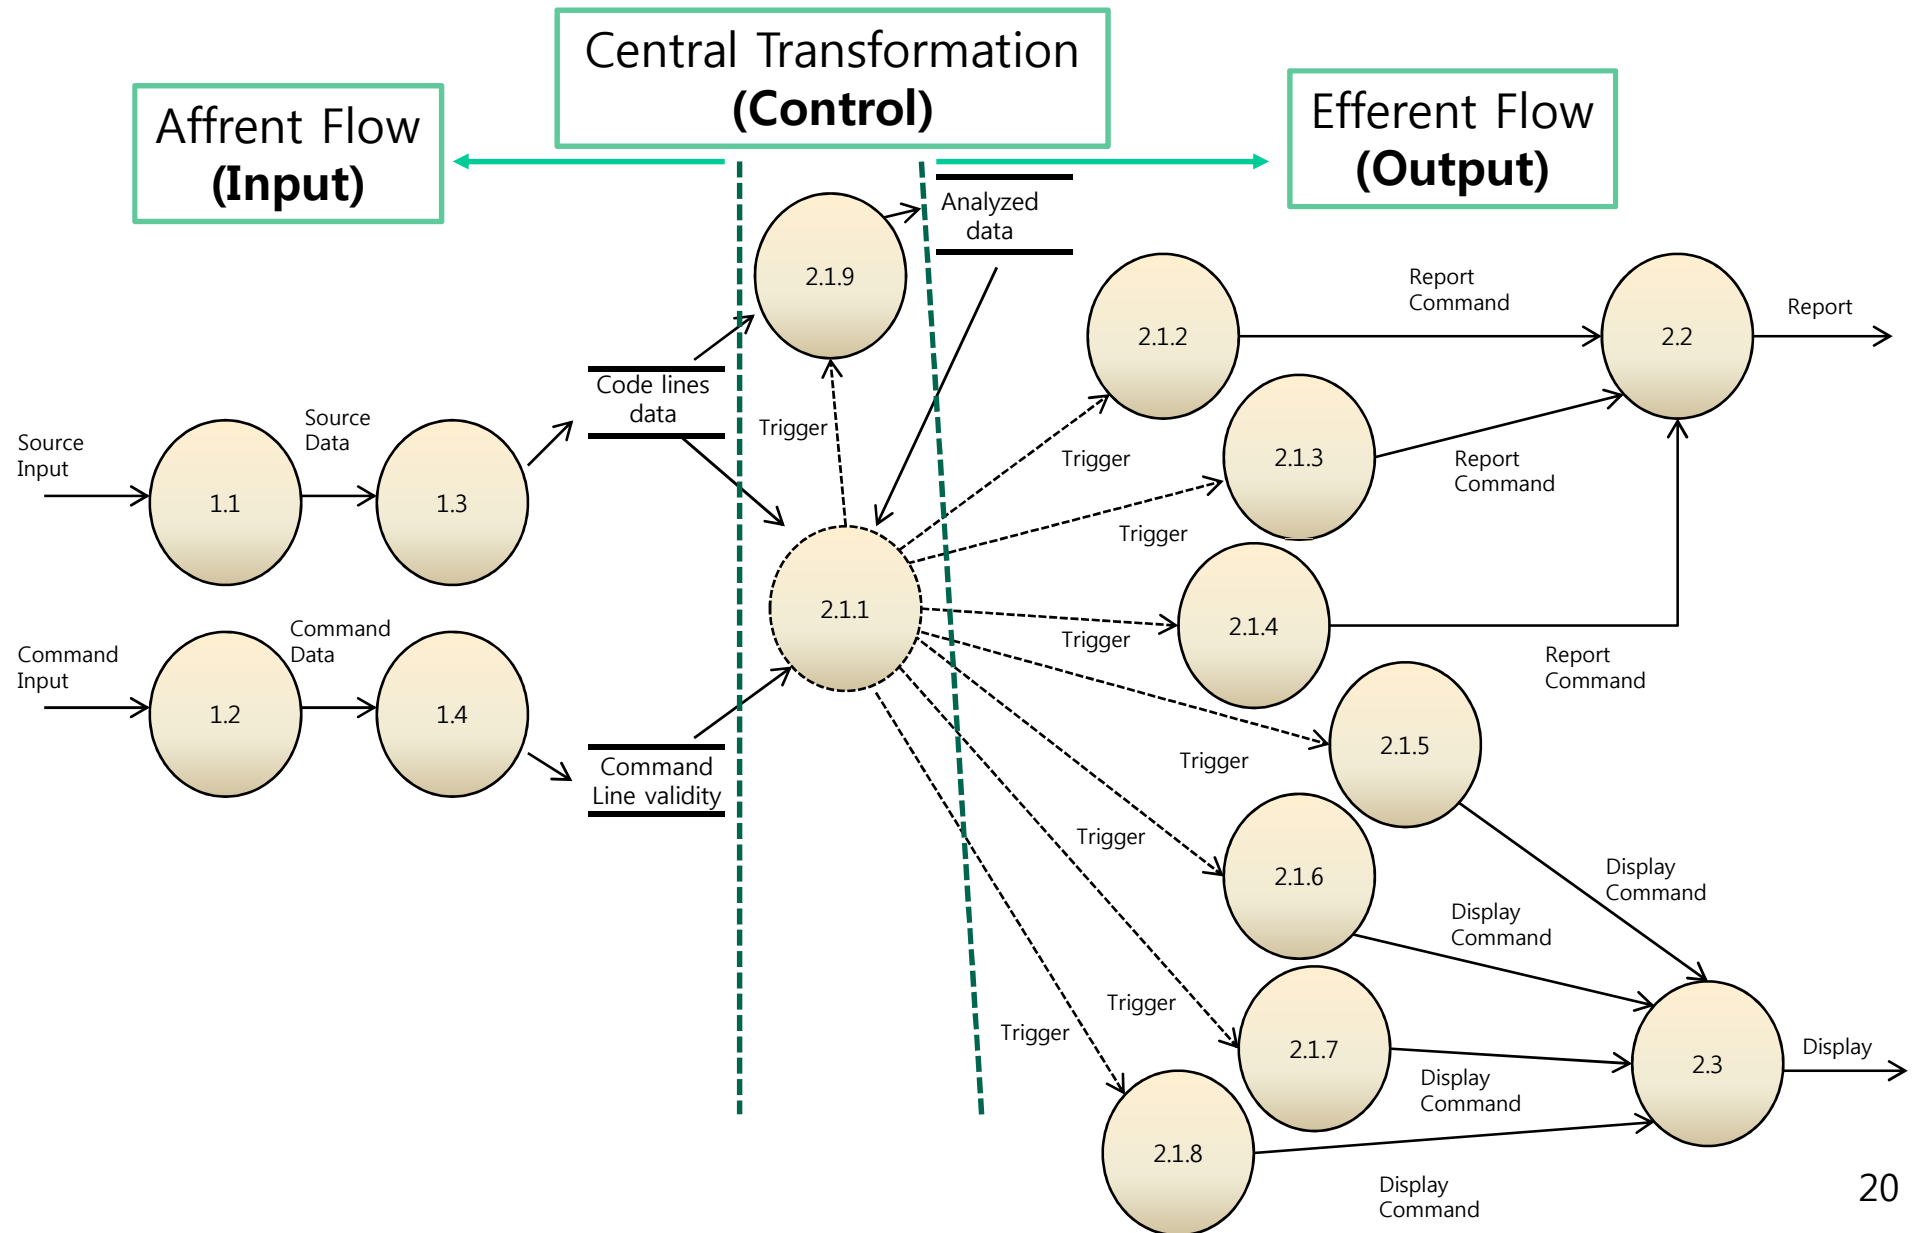 Central Transformation
(Control)
Affrent Flow
(Input)
Efferent Flow
(Output)
Analyzed
data
2.1.9
2.1.2
Report
Command
2.2
Report
Code lines
data
Trigger
Source
Input
1.1
Source
Data
1.3
Trigger
2.1.3
Report
Command
Trigger
2.1.1
2.1.4
Trigger
Report
Command
Command
Input
1.2
Command
Data
1.4
Command
Line validity
2.1.5
Trigger
Trigger
2.1.6
Display
Command
Display
Command
Trigger
Trigger
2.1.7
Display
Command
2.3
Display
2.1.8
Display
Command
20